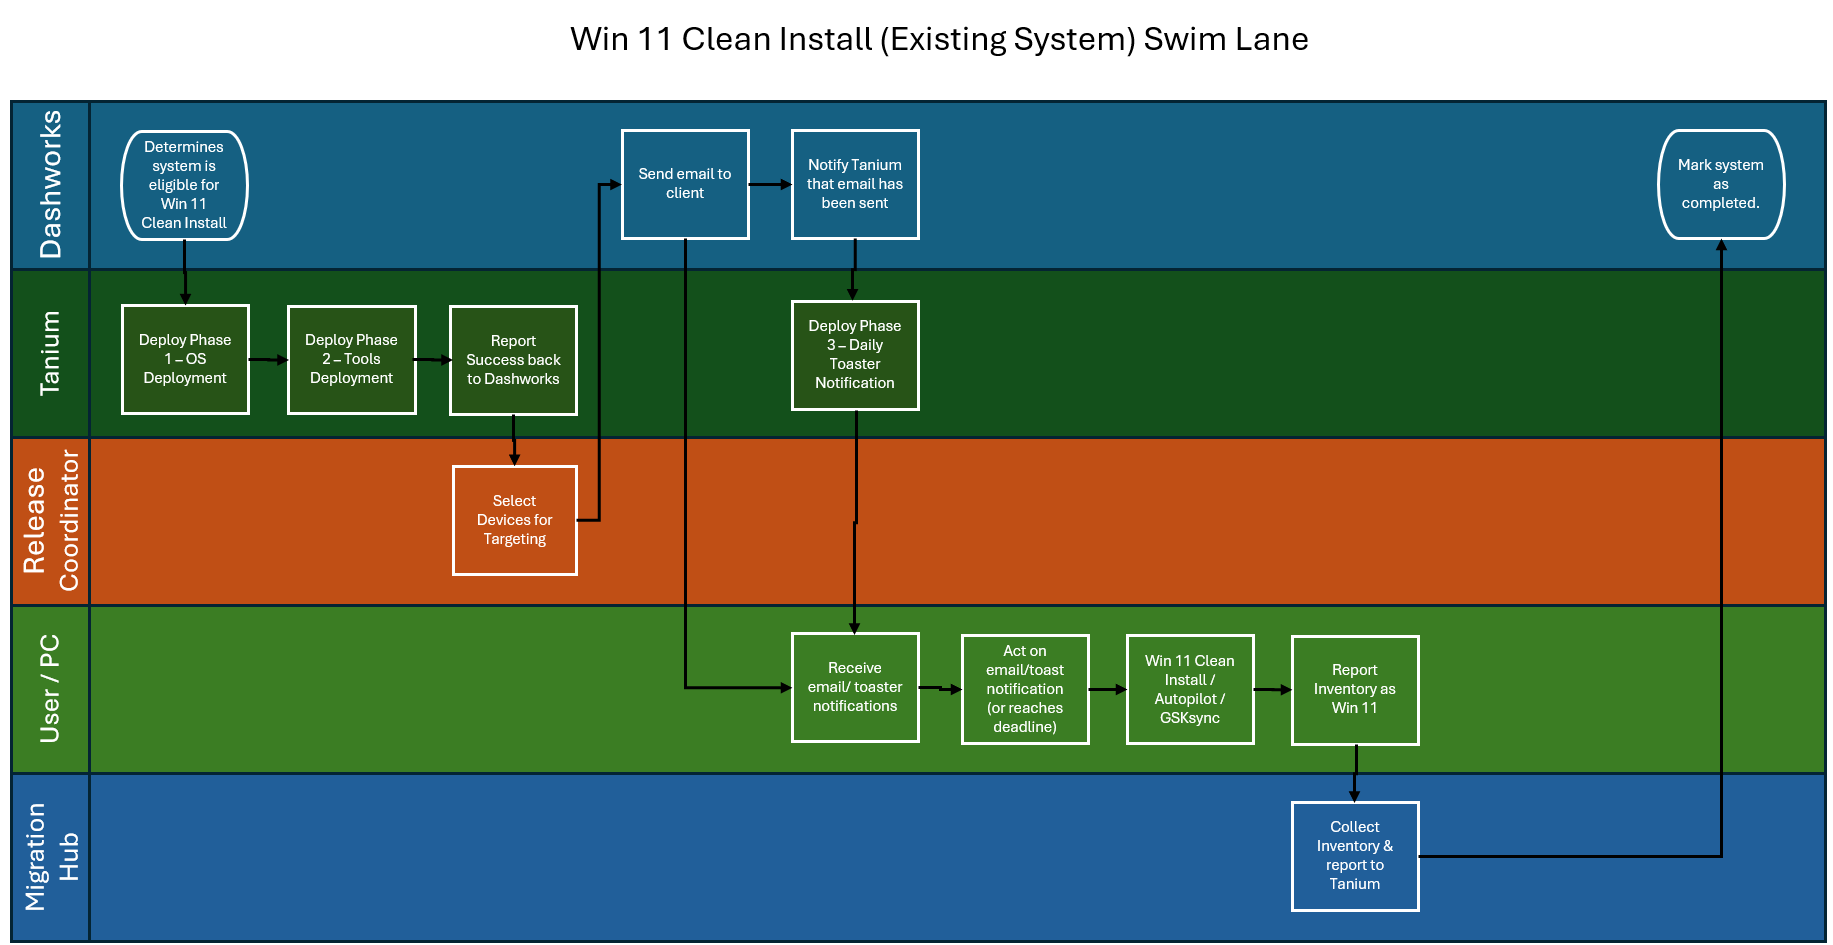 Win 11 Clean Install (Existing System) Swim Lane
Dashworks
Determines
system is
eligible for
Win 11
Clean Install
Send email to
client
Notify Tanium
that email has
been sent
Mark system
as
completed.
Tanium
Deploy Phase
1 – OS
Deployment
Deploy Phase
2 – Tools
Deployment
Report
Success back
to Dashworks
Deploy Phase
3 – Daily
Toaster
Notification
Release
Coordinator
Select
Devices for
Targeting
User / PC
Receive
email/ toaster
notifications
Act on
email/toast
notification
(or reaches
deadline)
Win 11 Clean
Install /
Autopilot /
GSKsync
Report
Inventory as
Win 11
Migration
Hub
Collect
Inventory &
report to
Tanium